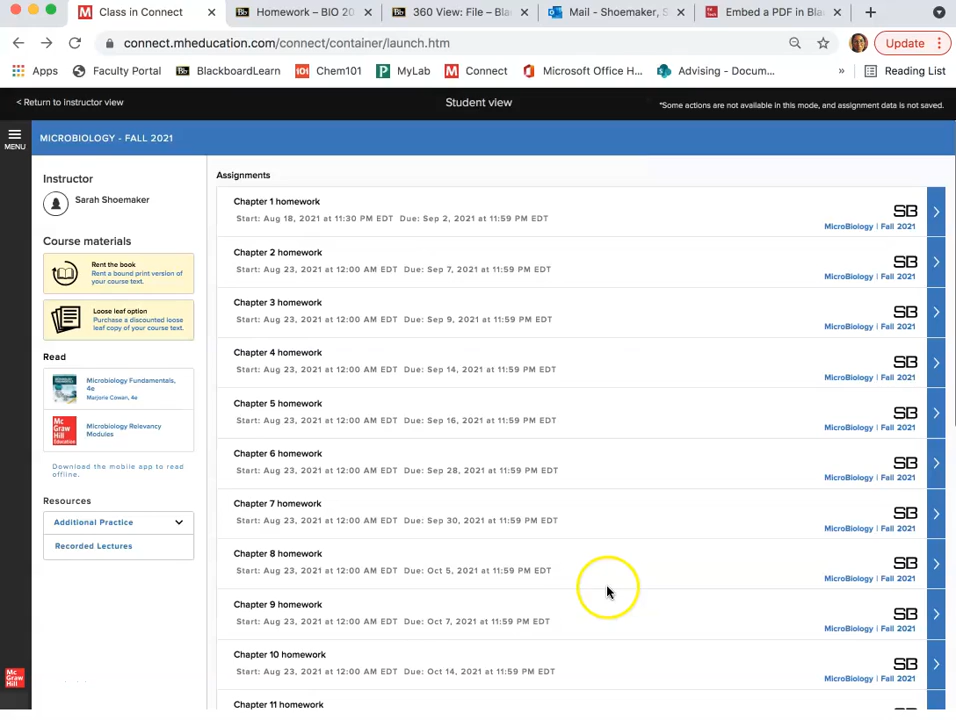 Class in Connect
Homework – BIO 20
360 View: File – Bla
Mail - Shoemaker, S
Embed a PDF in Bla
connect.mheducation.com/connect/container/launch.htm
Update
Apps
Faculty Portal
BlackboardLearn
Chem101
MyLab
Connect
Microsoft Office H...
Advising - Docum...
»
Reading List
< Return to instructor view
Student view
*Some actions are not available in this mode, and assignment data is not saved.
MENU
MICROBIOLOGY - FALL 2021
Instructor
Sarah Shoemaker
Course materials
Rent the book
Rent a bound print version of
your course text.
Loose leaf option
Purchase a discounted loose
leaf copy of your course text.
Read
Microbiology Fundamentals,
4e
Marjorie Cowan, 4e
Mc
Graw
Hill
Education
Microbiology Relevancy
Modules
Download the mobile app to read
offline.
Resources
Additional Practice
Recorded Lectures
Mc
Graw
Hill
Assignments
Chapter 1 homework
Start: Aug 18, 2021 at 11:30 PM EDT Due: Sep 2, 2021 at 11:59 PM EDT
SB
MicroBiology | Fall 2021
Chapter 2 homework
Start: Aug 23, 2021 at 12:00 AM EDT Due: Sep 7, 2021 at 11:59 PM EDT
SB
MicroBiology | Fall 2021
Chapter 3 homework
Start: Aug 23, 2021 at 12:00 AM EDT Due: Sep 9, 2021 at 11:59 PM EDT
SB
MicroBiology | Fall 2021
Chapter 4 homework
Start: Aug 23, 2021 at 12:00 AM EDT Due: Sep 14, 2021 at 11:59 PM EDT
SB
MicroBiology | Fall 2021
Chapter 5 homework
Start: Aug 23, 2021 at 12:00 AM EDT Due: Sep 16, 2021 at 11:59 PM EDT
SB
MicroBiology | Fall 2021
Chapter 6 homework
Start: Aug 23, 2021 at 12:00 AM EDT Due: Sep 28, 2021 at 11:59 PM EDT
SB
MicroBiology | Fall 2021
Chapter 7 homework
Start: Aug 23, 2021 at 12:00 AM EDT Due: Sep 30, 2021 at 11:59 PM EDT
SB
MicroBiology | Fall 2021
Chapter 8 homework
Start: Aug 23, 2021 at 12:00 AM EDT Due: Oct 5, 2021 at 11:59 PM EDT
SB
MicroBiology | Fall 2021
Chapter 9 homework
Start: Aug 23, 2021 at 12:00 AM EDT Due: Oct 7, 2021 at 11:59 PM EDT
SB
MicroBiology | Fall 2021
Chapter 10 homework
Start: Aug 23, 2021 at 12:00 AM EDT Due: Oct 14, 2021 at 11:59 PM EDT
SB
MicroBiology | Fall 2021
Chapter 11 homework